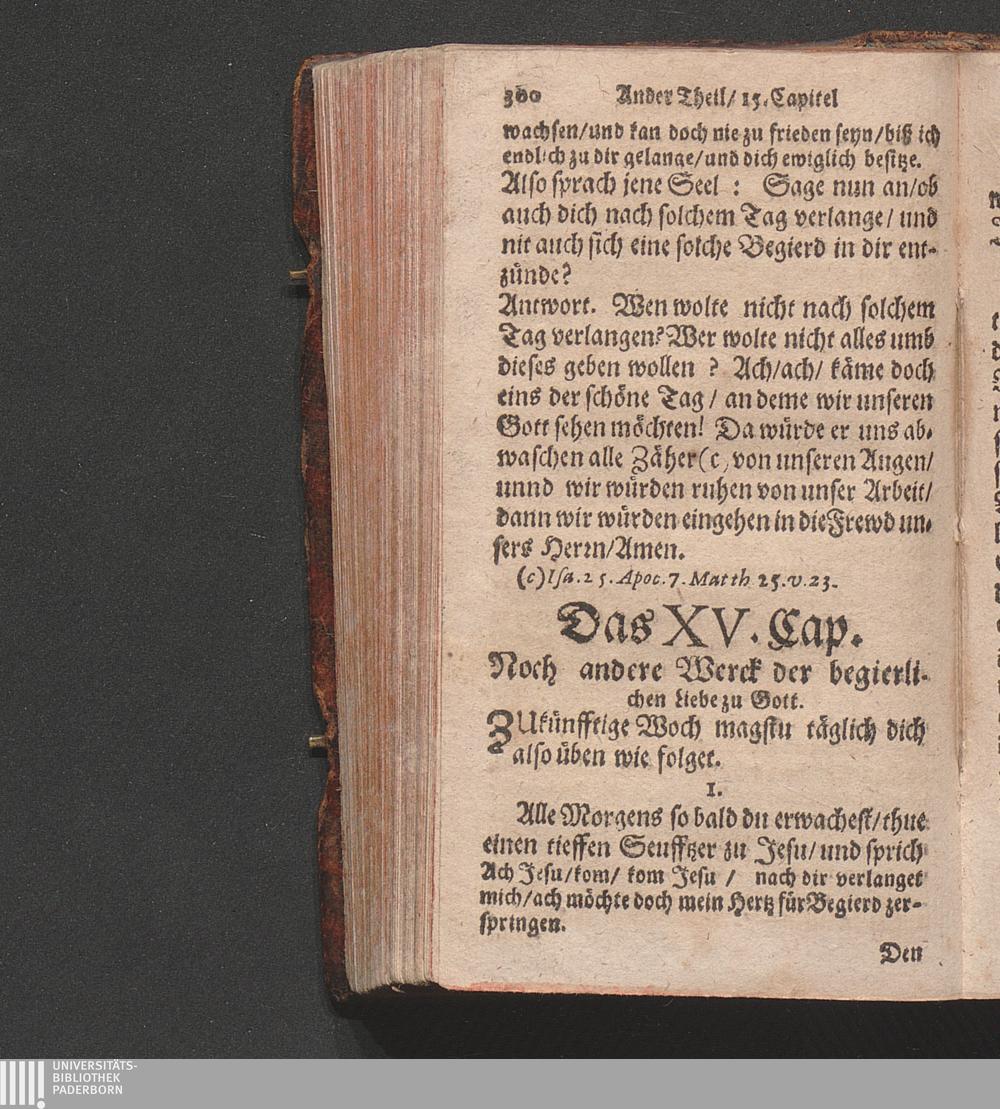 360 Ander Theil/ 15. Capitel
wachsen/und kan doch nie zu frieden seyn/biß ich
endlich zu dir gelange/und dich ewiglich besitze.
Also sprach jene Seel : Sage nun an/ob
auch dich nach solchem Tag verlange/ und
nit auch sich eine solche Begierd in dir ent-
zünde?
Antwort. Wen wolte nicht nach solchem
Tag verlangen? Wer wolte nicht alles umb
dieses geben wollen ? Ach/ach/ käme doch
eins der schöne Tag / an deme wir unseren
Gott sehen möchten! Da würde er uns ab-
waschen alle Zäher(c) von unseren Augen/
unnd wir würden ruhen von unser Arbeit/
dann wir würden eingehen in die Frewd un-
sers Herrn/Amen.
(c)Isa.25.Apoc.7.Matth 25.v.23.
Das XV. Cap.
Noch andere Werck der begierli-
chen Liebe zu Gott.
ZUkünfftige Woch magstu täglich dich
also üben wie folget.
1.
Alle Morgens so bald du erwachest/thue
einen tieffen Seufftzer zu Jesu/ und sprich
Ach Jesu/kom/ kom Jesu / nach dir verlanget
mich/ach möchte doch mein Hertz für Begierd zer-
springen.
Den
UNIVERSITÄTS-
BIBLIOTHEK
PADERBORN